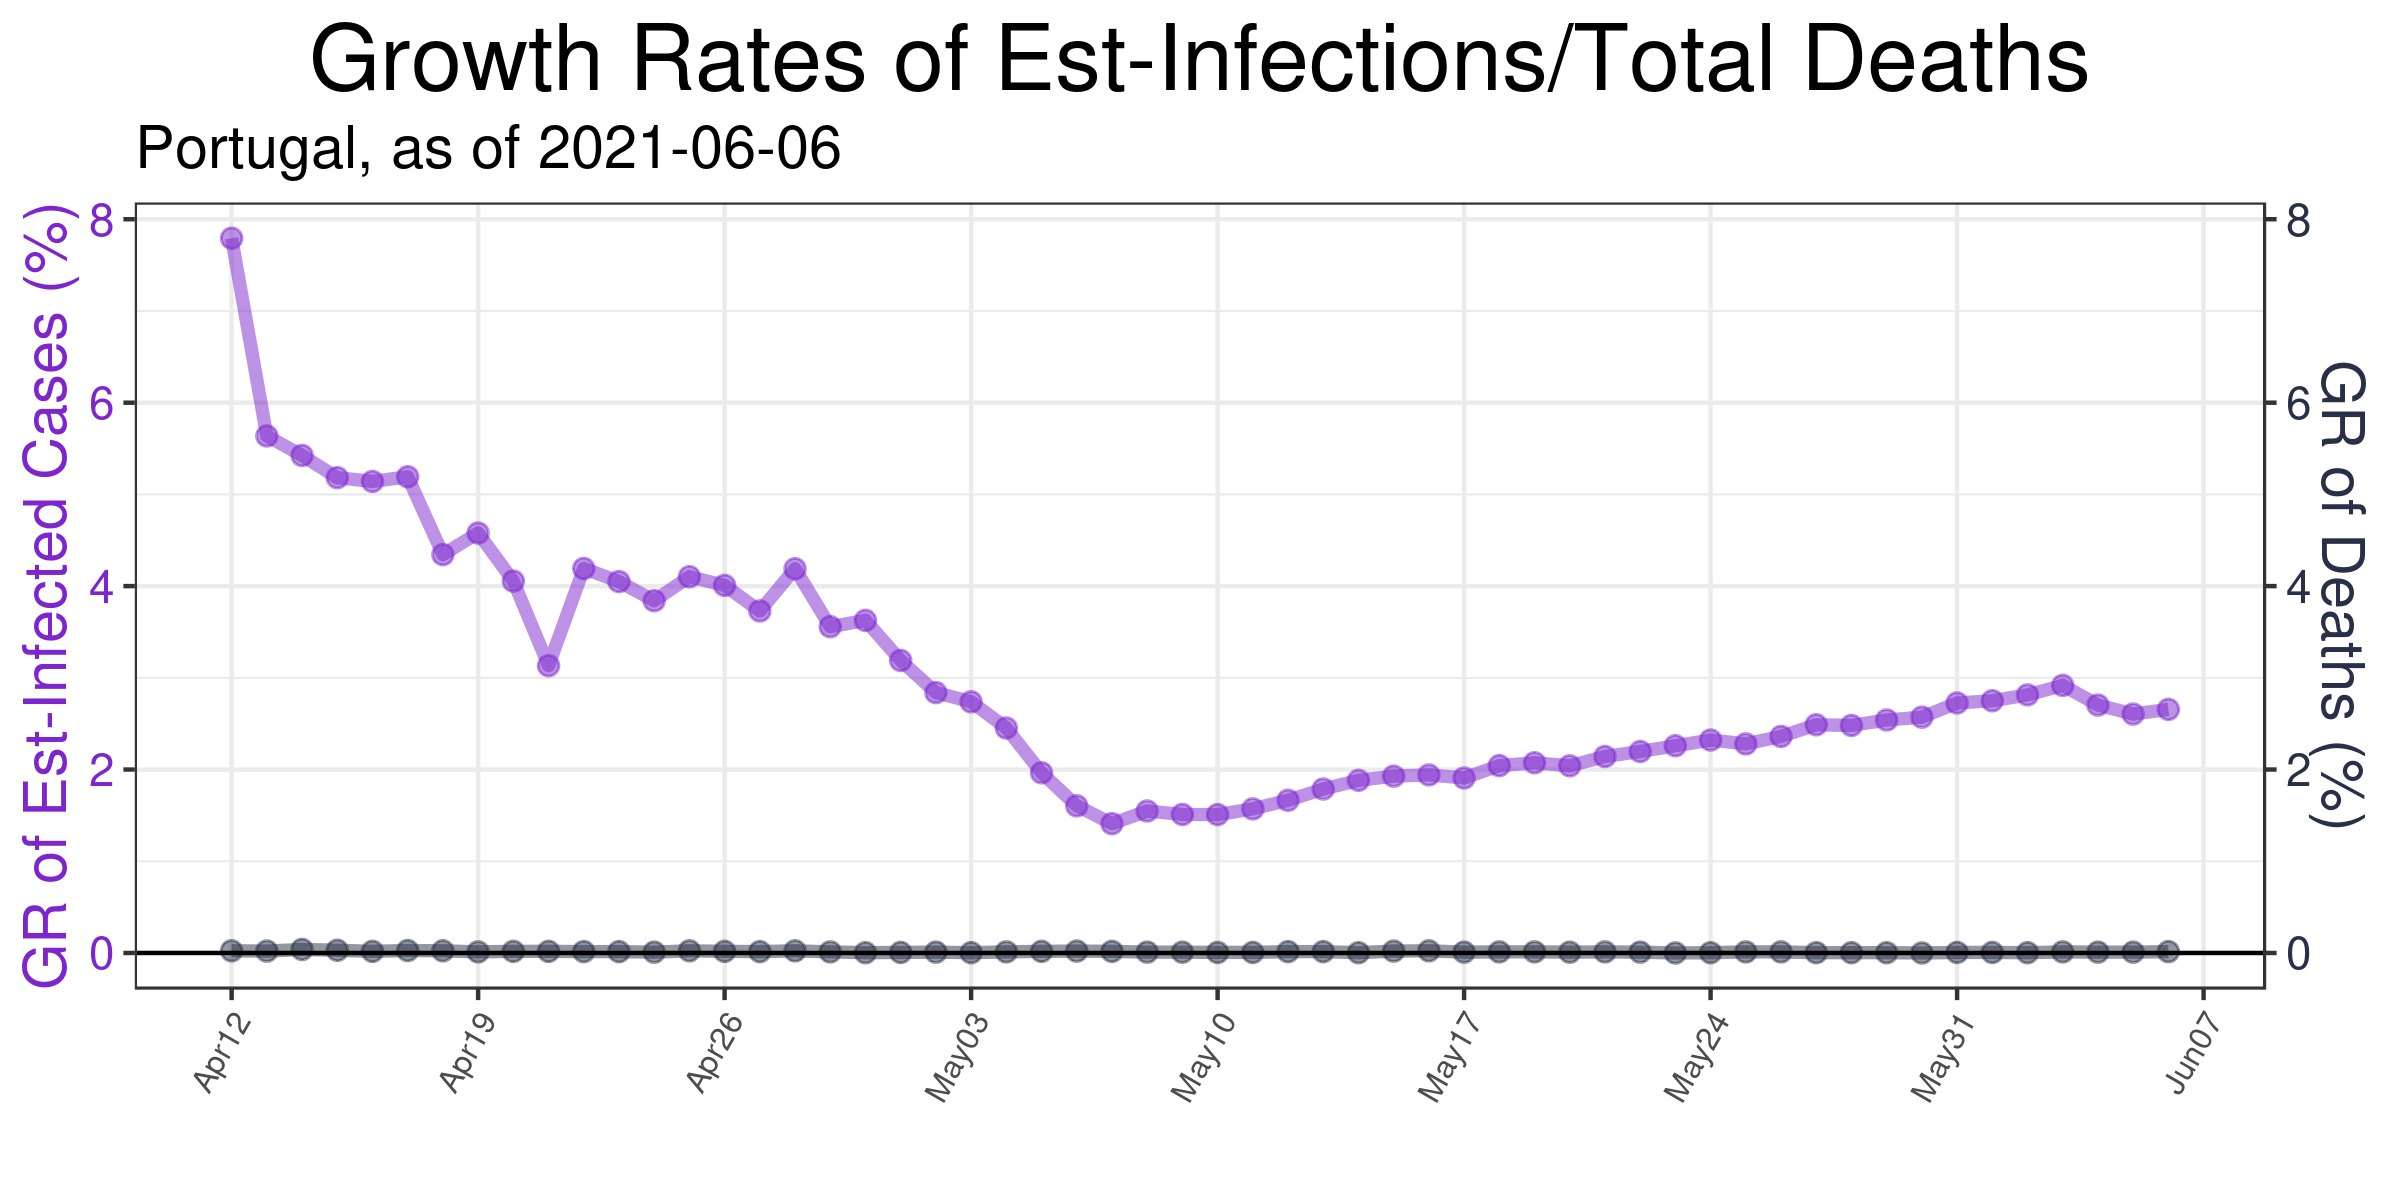 Growth Rates of Est-Infections/Total Deaths
Portugal, as of 2021-06-06
GR of Est-Infected Cases (%)
8
6
4
2
0
8
6
4
2
0
GR of Deaths (%)
Apr12
Apr19
Apr26
May03
May10
May17
May24
May31
Jun07